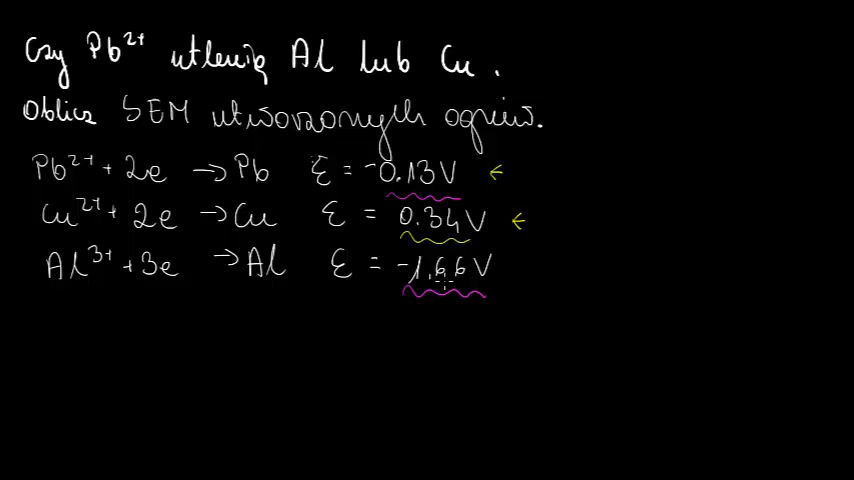 Czy Pb²⁺ utlenią Al lub Cu.
Oblicz SEM utworzonych ogniw.
Pb²⁺ + 2e → Pb ε = -0.13V ←
Cu²⁺ + 2e → Cu ε = 0.34V ←
Al³⁺ + 3e → Al ε = -1.66V